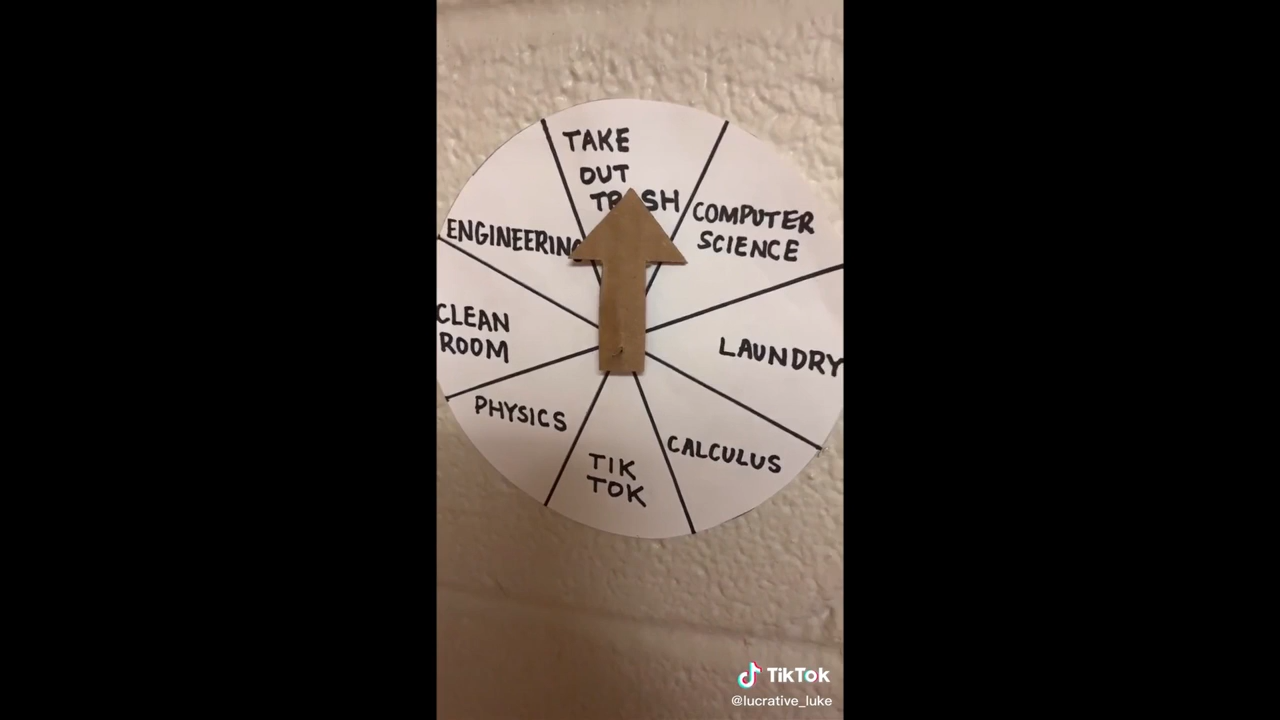 TAKE
OUT
TRASH
COMPUTER
SCIENCE
ENGINEERING
CLEAN
ROOM
LAUNDRY
PHYSICS
CALCULUS
TIK
TOK
TikTok
@lucrative_luke